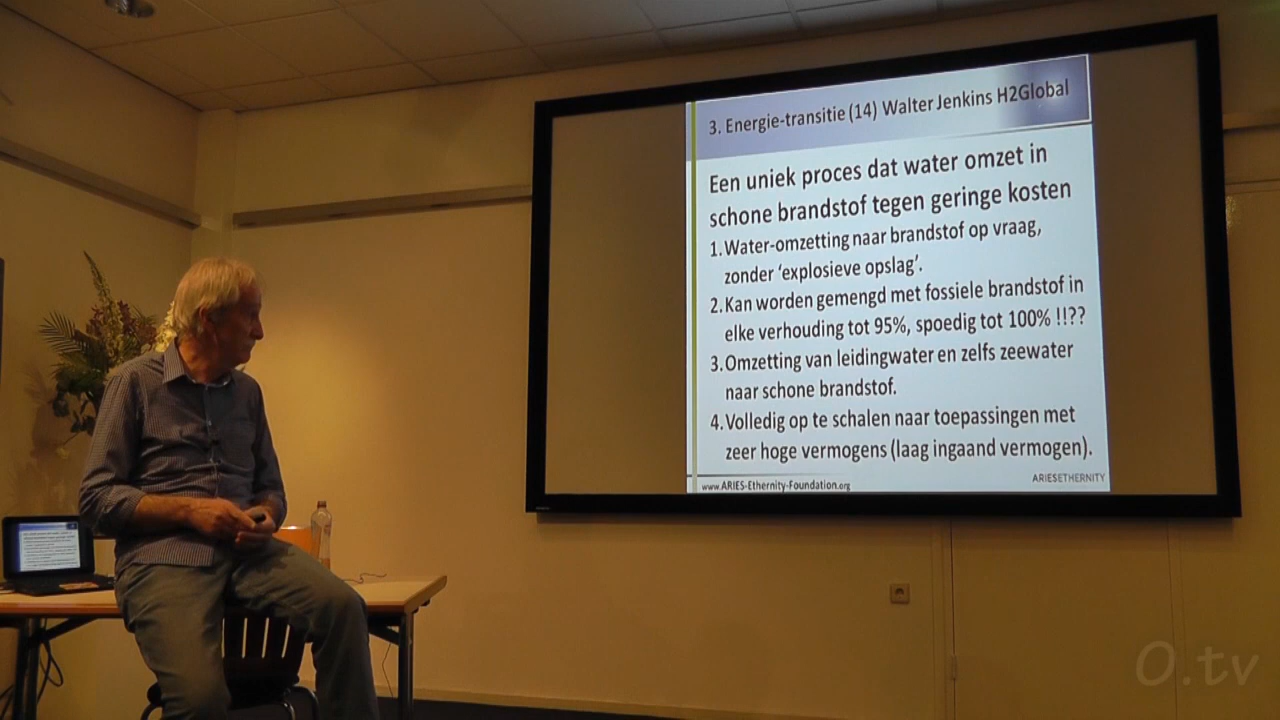 3. Energie-transitie (14) Walter Jenkins H2Global
Een uniek proces dat water omzet in
schone brandstof tegen geringe kosten
1. Water-omzetting naar brandstof op vraag,
zonder ‘explosieve opslag’.
2. Kan worden gemengd met fossiele brandstof in
elke verhouding tot 95%, spoedig tot 100% !!??
3. Omzetting van leidingwater en zelfs zeewater
naar schone brandstof.
4. Volledig op te schalen naar toepassingen met
zeer hoge vermogens (laag ingaand vermogen).
www.ARIES-Ethernity-Foundation.org
ARIESETHERNITY
O.tv